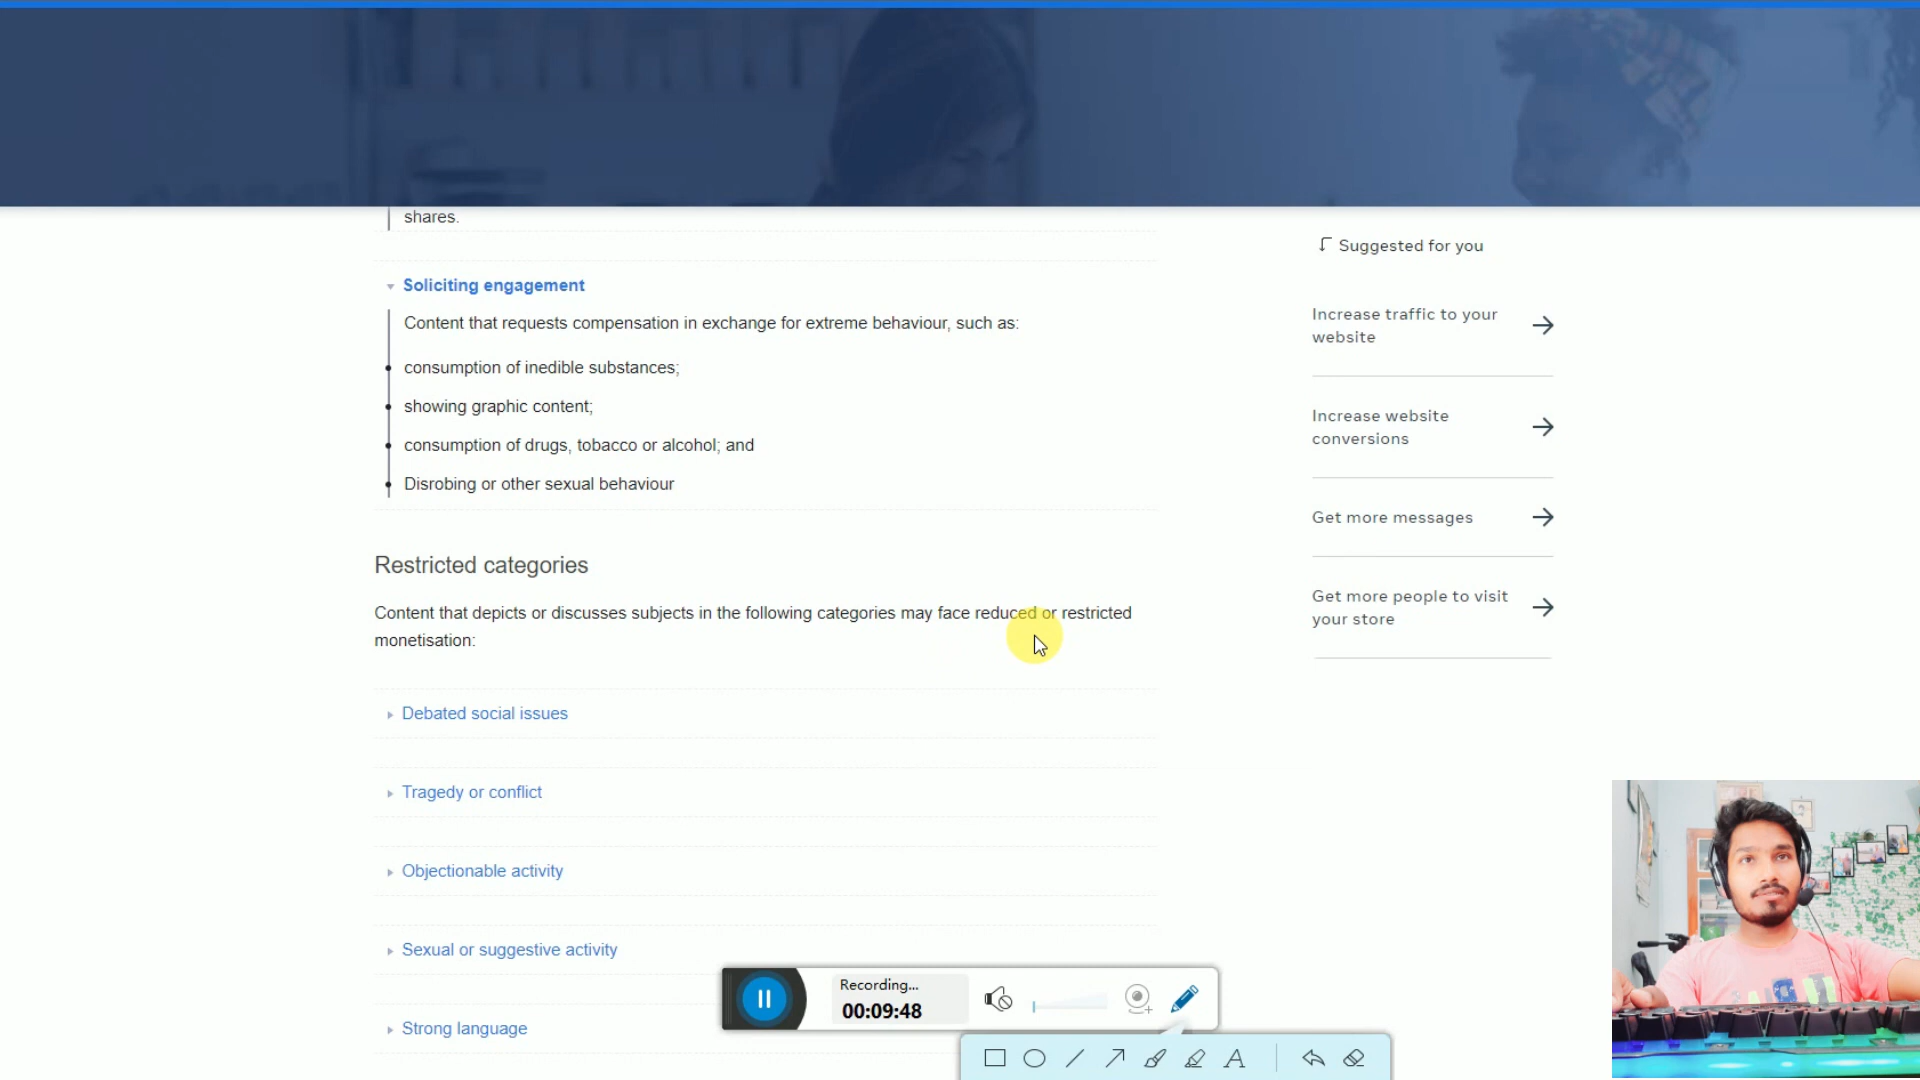 shares.
Suggested for you
Soliciting engagement
Content that requests compensation in exchange for extreme behaviour, such as:
consumption of inedible substances;
showing graphic content;
consumption of drugs, tobacco or alcohol; and
Disrobing or other sexual behaviour
Increase traffic to your
website
Increase website
conversions
Get more messages
Get more people to visit
your store
Restricted categories
Content that depicts or discusses subjects in the following categories may face reduced or restricted
monetisation:
Debated social issues
Tragedy or conflict
Objectionable activity
Sexual or suggestive activity
Strong language
Recording...
00:09:48
A